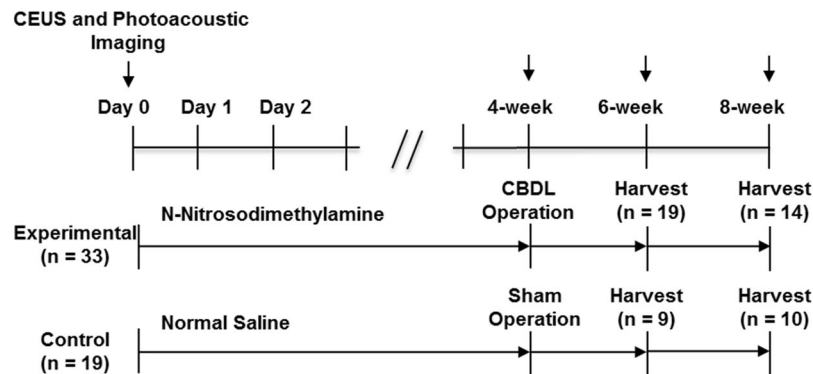 CEUS and Photoacoustic
Imaging
Day 0 Day 1 Day 2 4-week 6-week 8-week
N-Nitrosodimethylamine
CBDL
Operation
Harvest
(n = 19)
Harvest
(n = 14)
Experimental
(n = 33)
Normal Saline
Sham
Operation
Harvest
(n = 9)
Harvest
(n = 10)
Control
(n = 19)